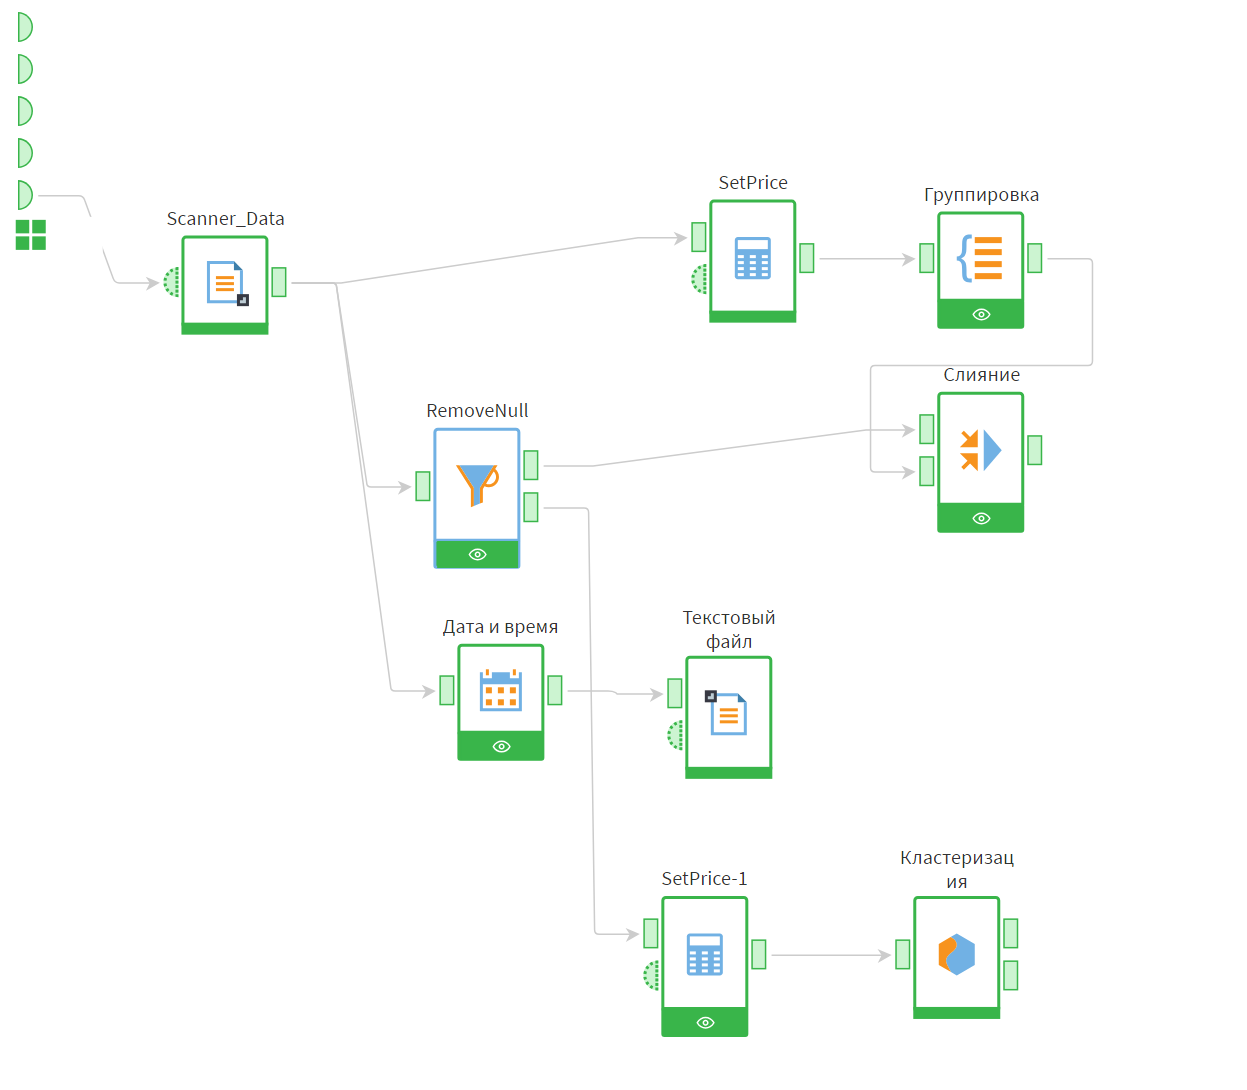 SetPrice
Группировка
Scanner_Data
Слияние
RemoveNull
Текстовый
файл
Дата и время
Кластеризац
ия
SetPrice-1